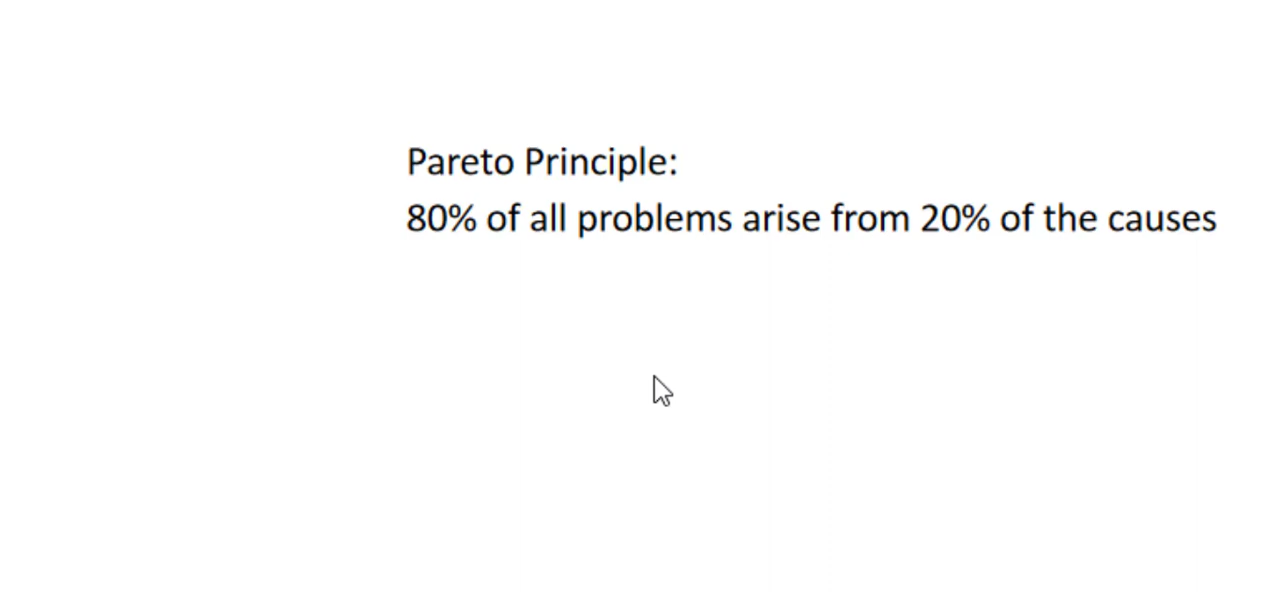 Pareto Principle:
80% of all problems arise from 20% of the causes